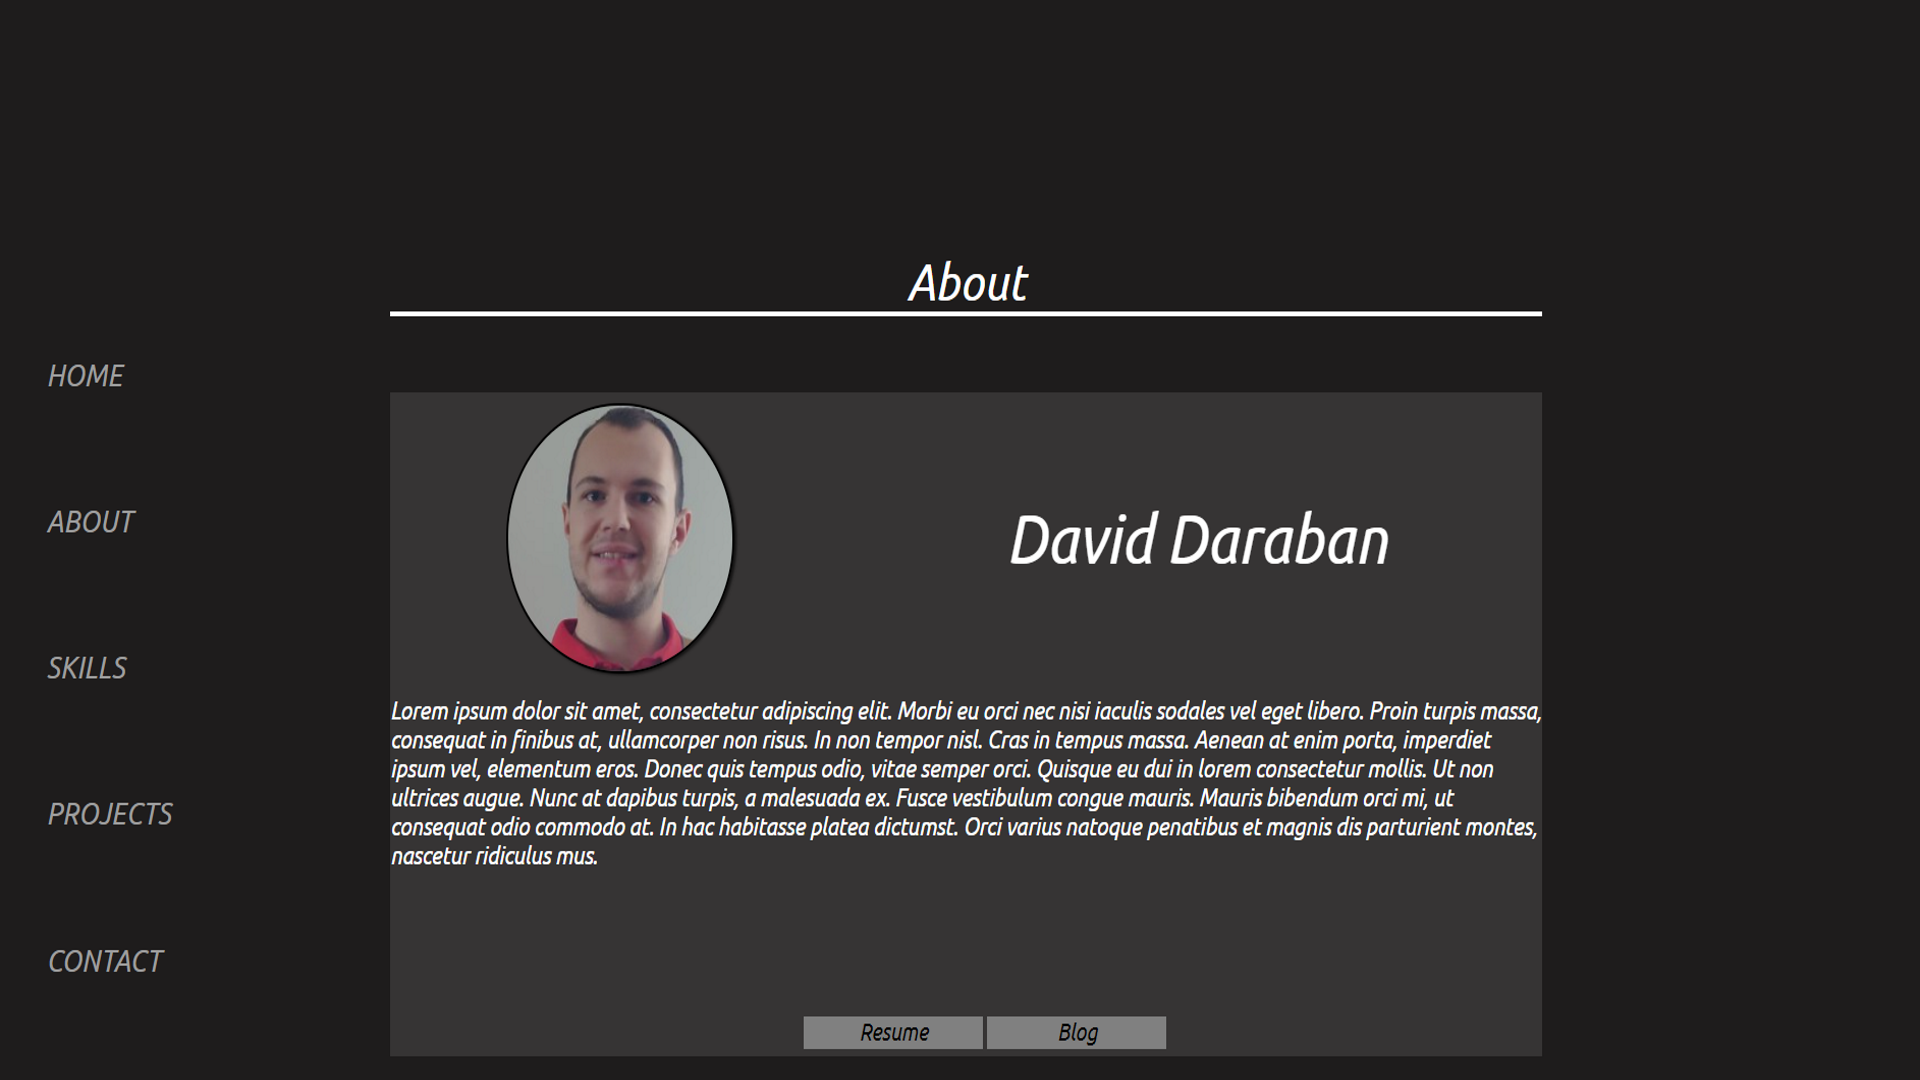 About
HOME
ABOUT
SKILLS
PROJECTS
CONTACT
David Daraban
Lorem ipsum dolor sit amet, consectetur adipiscing elit. Morbi eu orci nec nisi iaculis sodales vel eget libero. Proin turpis massa,
consequat in finibus at, ullamcorper non risus. In non tempor nisl. Cras in tempus massa. Aenean at enim porta, imperdiet
ipsum vel, elementum eros. Donec quis tempus odio, vitae semper orci. Quisque eu dui in lorem consectetur mollis. Ut non
ultrices augue. Nunc at dapibus turpis, a malesuada ex. Fusce vestibulum congue mauris. Mauris bibendum orci mi, ut
consequat odio commodo at. In hac habitasse platea dictumst. Orci varius natoque penatibus et magnis dis parturient montes,
nascetur ridiculus mus.
Resume
Blog